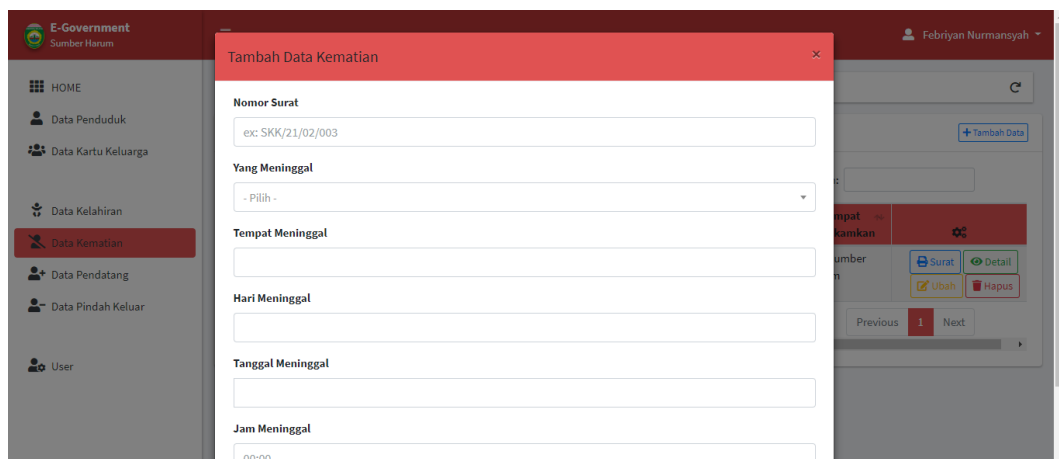 E-Government
Sumber Harum
Febriyan Nurmansyah
HOME
Data Penduduk
Data Kartu Keluarga
Data Kelahiran
Data Kematian
Data Pendatang
Data Pindah Keluar
User
Tambah Data Kematian
×
Nomor Surat
ex: SKK/21/02/003
Yang Meninggal
- Pilih -
Tempat Meninggal
Hari Meninggal
Tanggal Meninggal
Jam Meninggal
00:00
+ Tambah Data
Surat
Detail
Ubah
Hapus
Previous
1
Next